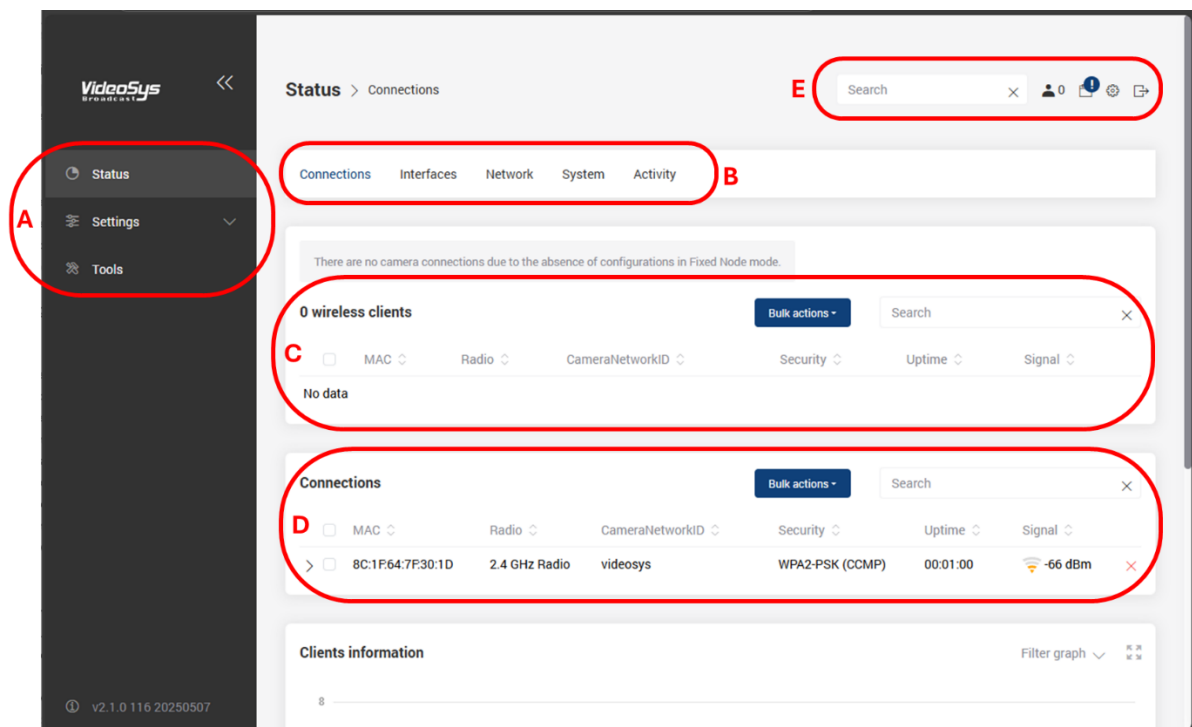 VideoSys
Broadcast
Status > Connections
E
Search
0
!
A
Status
Settings
Tools
Connections Interfaces Network System Activity
B
There are no camera connections due to the absence of configurations in Fixed Node mode.
0 wireless clients Bulk actions Search
C
MAC Radio CameraNetworkID Security Uptime Signal
No data
Connections Bulk actions Search
D
MAC Radio CameraNetworkID Security Uptime Signal
8C:1F:64:7F:30:1D 2.4 GHz Radio videosys WPA2-PSK (CCMP) 00:01:00 -66 dBm
Clients information Filter graph
8
v2.1.0 116 20250507